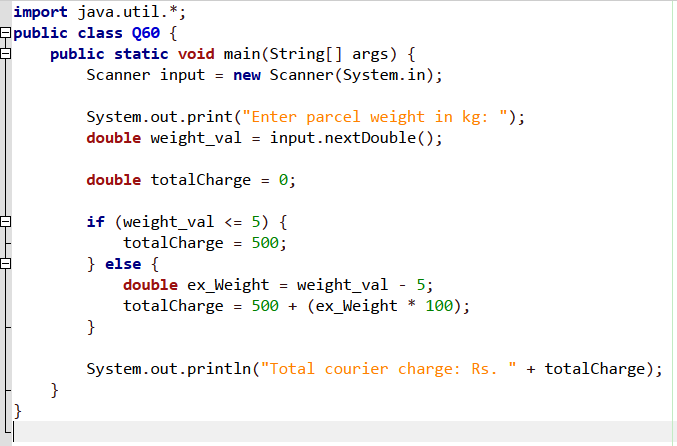 import java.util.*;
public class Q60 {
    public static void main(String[] args) {
        Scanner input = new Scanner(System.in);

        System.out.print("Enter parcel weight in kg: ");
        double weight_val = input.nextDouble();

        double totalCharge = 0;

        if (weight_val <= 5) {
            totalCharge = 500;
        } else {
            double ex_Weight = weight_val - 5;
            totalCharge = 500 + (ex_Weight * 100);
        }

        System.out.println("Total courier charge: Rs. " + totalCharge);
    }
}